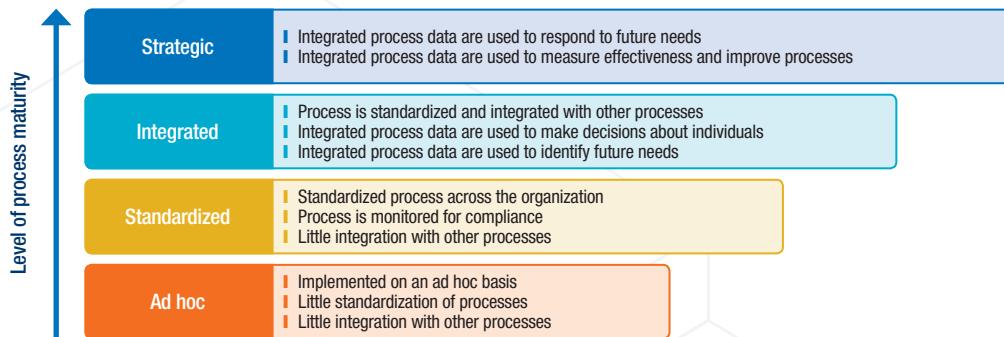 Level of process maturity
Strategic
Integrated process data are used to respond to future needs
Integrated process data are used to measure effectiveness and improve processes
Integrated
Process is standardized and integrated with other processes
Integrated process data are used to make decisions about individuals
Integrated process data are used to identify future needs
Standardized
Standardized process across the organization
Process is monitored for compliance
Little integration with other processes
Ad hoc
Implemented on an ad hoc basis
Little standardization of processes
Little integration with other processes